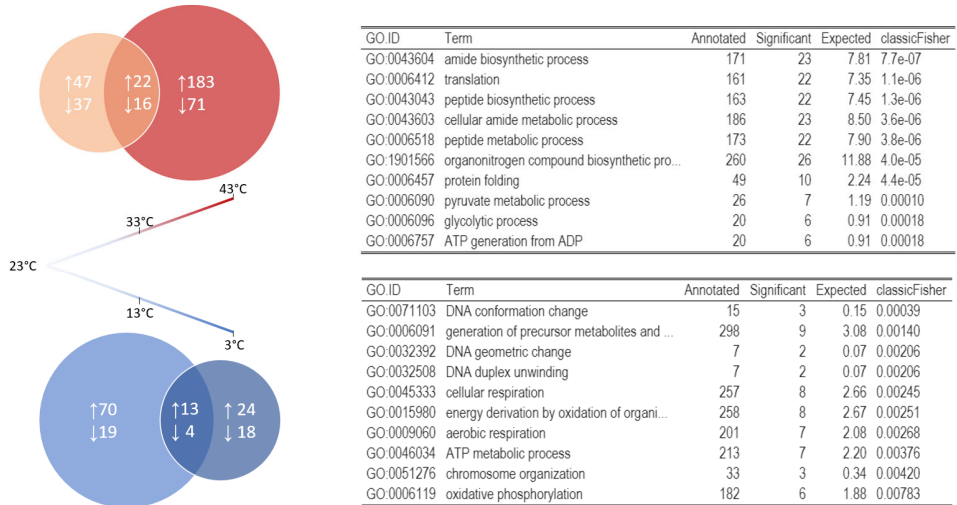 ↑47 ↑22 ↑183
↓37 ↓16 ↓71
43°C
33°C
23°C
13°C
3°C
↑70 ↑13 ↑24
↓19 ↓4 ↓18
GO.ID Term Annotated Significant Expected classicFisher
GO:0043604 amide biosynthetic process 171 23 7.81 7.7e-07
GO:0006412 translation 161 22 7.35 1.1e-06
GO:0043043 peptide biosynthetic process 163 22 7.45 1.3e-06
GO:0043603 cellular amide metabolic process 186 23 8.50 3.6e-06
GO:0006518 peptide metabolic process 173 22 7.90 3.8e-06
GO:1901566 organonitrogen compound biosynthetic pro... 260 26 11.88 4.0e-05
GO:0006457 protein folding 49 10 2.24 4.4e-05
GO:0006090 pyruvate metabolic process 26 7 1.19 0.00010
GO:0006096 glycolytic process 20 6 0.91 0.00018
GO:0006757 ATP generation from ADP 20 6 0.91 0.00018
GO.ID Term Annotated Significant Expected classicFisher
GO:0071103 DNA conformation change 15 3 0.15 0.00039
GO:0006091 generation of precursor metabolites and ... 298 9 3.08 0.00140
GO:0032392 DNA geometric change 7 2 0.07 0.00206
GO:0032508 DNA duplex unwinding 7 2 0.07 0.00206
GO:0045333 cellular respiration 257 8 2.66 0.00245
GO:0015980 energy derivation by oxidation of organi... 258 8 2.67 0.00251
GO:0009060 aerobic respiration 201 7 2.08 0.00268
GO:0046034 ATP metabolic process 213 7 2.20 0.00376
GO:0051276 chromosome organization 33 3 0.34 0.00420
GO:0006119 oxidative phosphorylation 182 6 1.88 0.00783